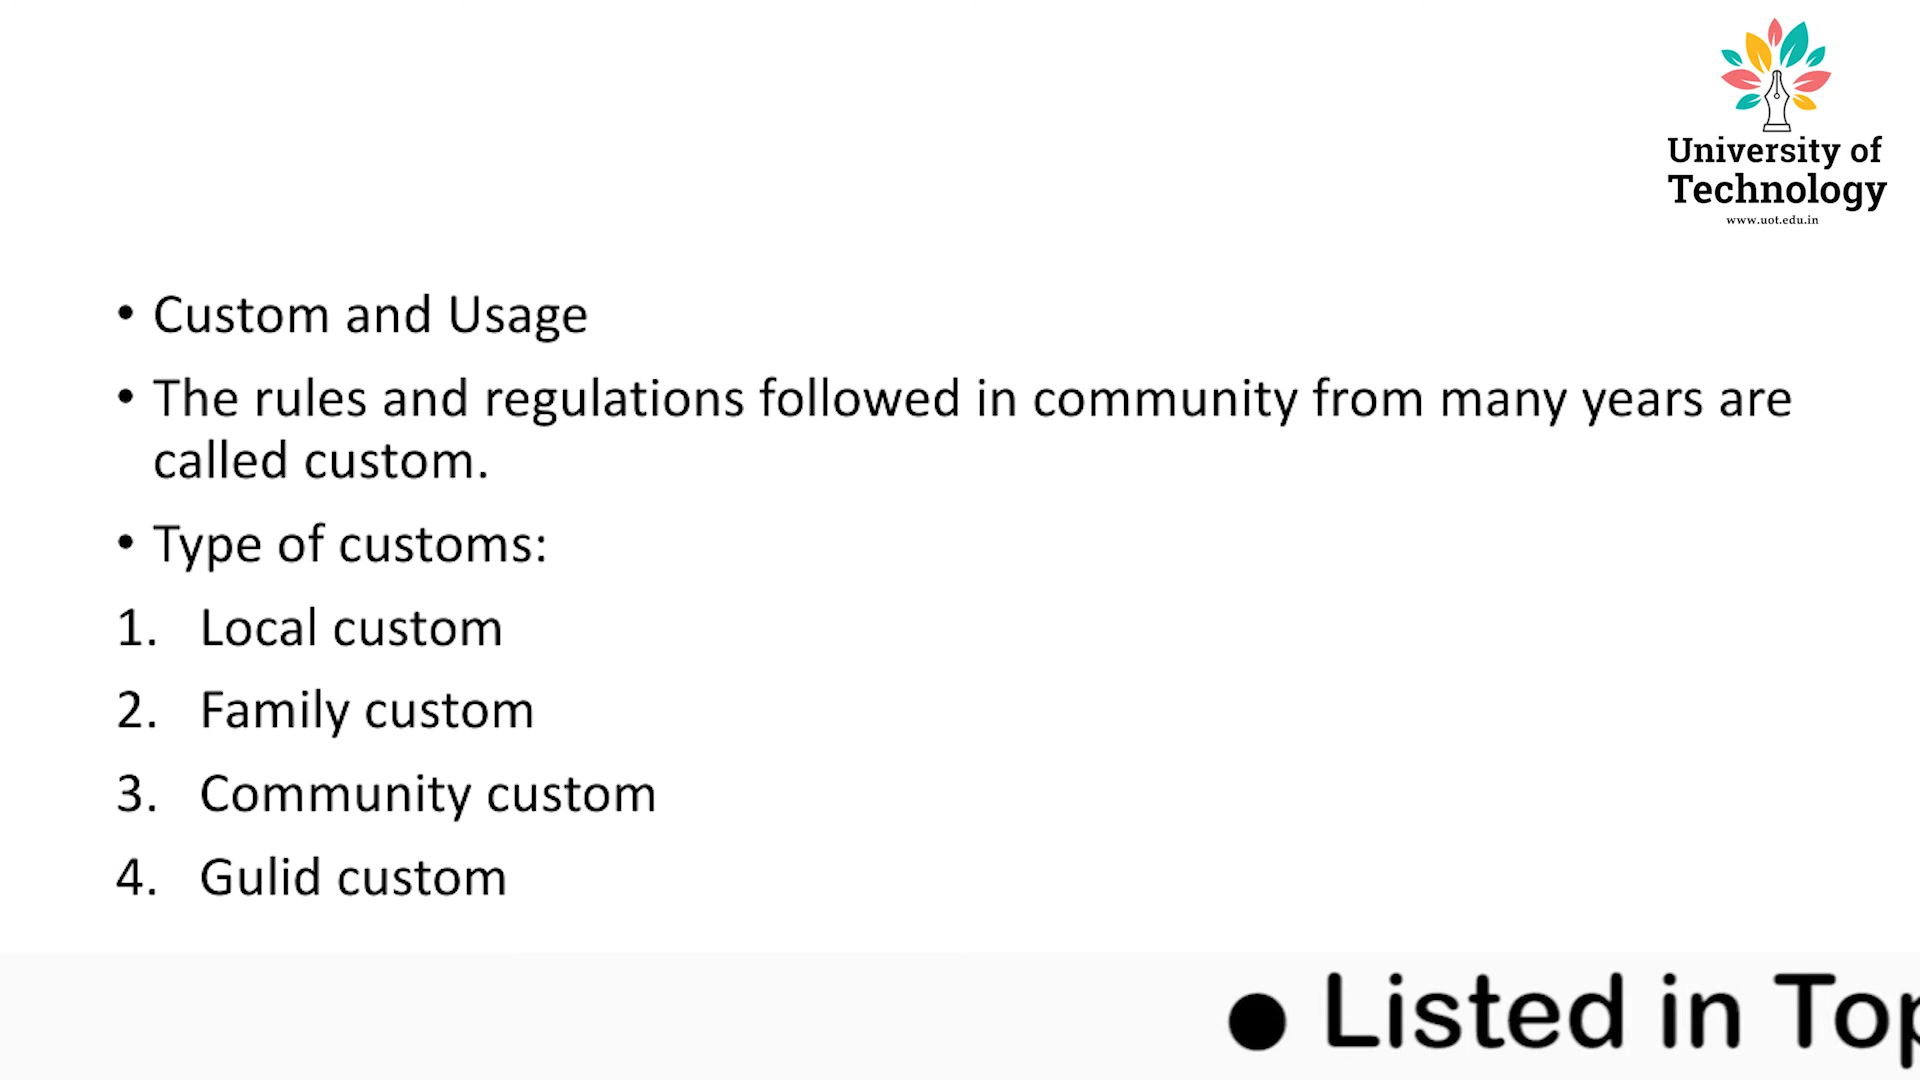 University of
Technology
www.uot.edu.in
• Custom and Usage
• The rules and regulations followed in community from many years are
called custom.
• Type of customs:
1. Local custom
2. Family custom
3. Community custom
4. Gulid custom
● Listed in Top